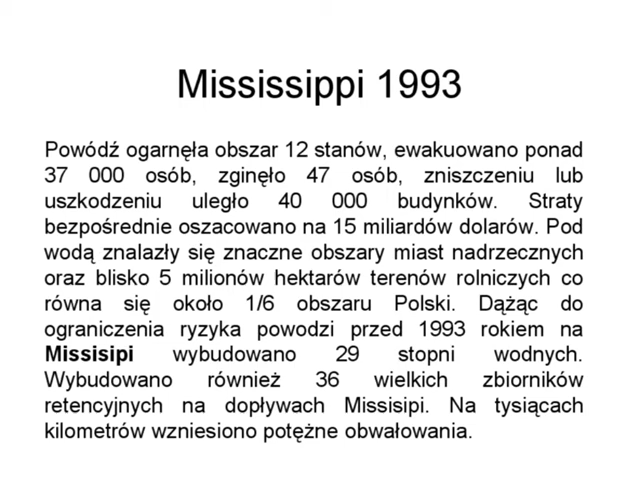 Mississippi 1993
Powódź ogarnęła obszar 12 stanów, ewakuowano ponad
37 000 osób, zginęło 47 osób, zniszczeniu lub
uszkodzeniu uległo 40 000 budynków. Straty
bezpośrednie oszacowano na 15 miliardów dolarów. Pod
wodą znalazły się znaczne obszary miast nadrzecznych
oraz blisko 5 milionów hektarów terenów rolniczych co
równa się około 1/6 obszaru Polski. Dążąc do
ograniczenia ryzyka powodzi przed 1993 rokiem na
Missisipi wybudowano 29 stopni wodnych.
Wybudowano również 36 wielkich zbiorników
retencyjnych na dopływach Missisipi. Na tysiącach
kilometrów wzniesiono potężne obwałowania.